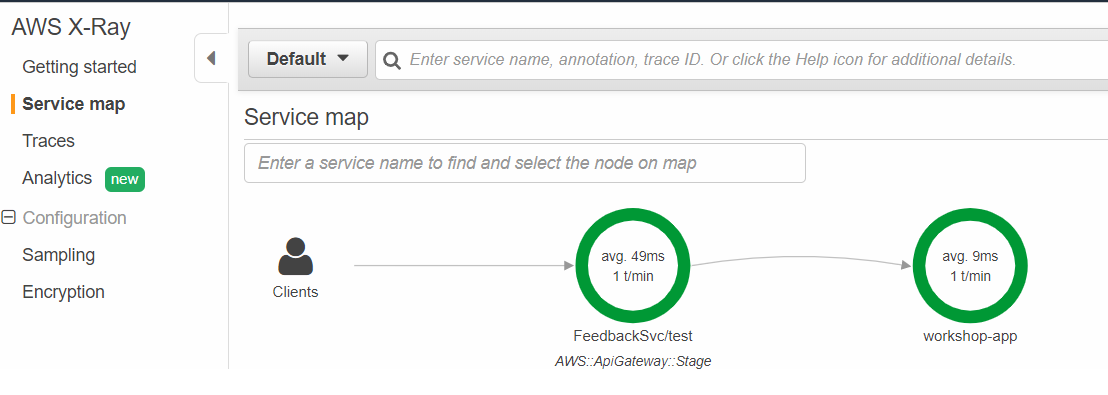 AWS X-Ray
Getting started
Service map
Traces
Analytics new
Configuration
Sampling
Encryption
Default
Enter service name, annotation, trace ID. Or click the Help icon for additional details.
Service map
Enter a service name to find and select the node on map
Clients
avg. 49ms
1 t/min
FeedbackSvc/test
AWS::ApiGateway::Stage
avg. 9ms
1 t/min
workshop-app